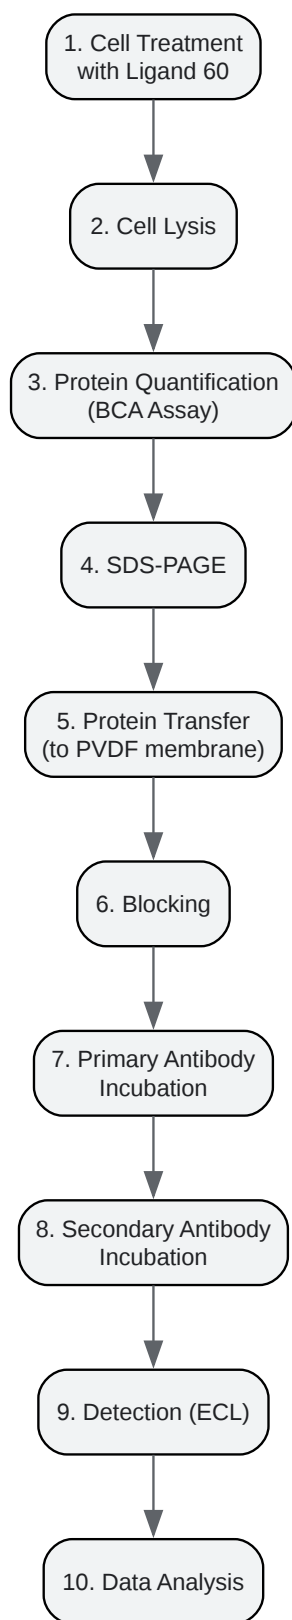 1. Cell Treatment
with Ligand 60
2. Cell Lysis
3. Protein Quantification
(BCA Assay)
4. SDS-PAGE
5. Protein Transfer
(to PVDF membrane)
6. Blocking
7. Primary Antibody
Incubation
8. Secondary Antibody
Incubation
9. Detection (ECL)
10. Data Analysis